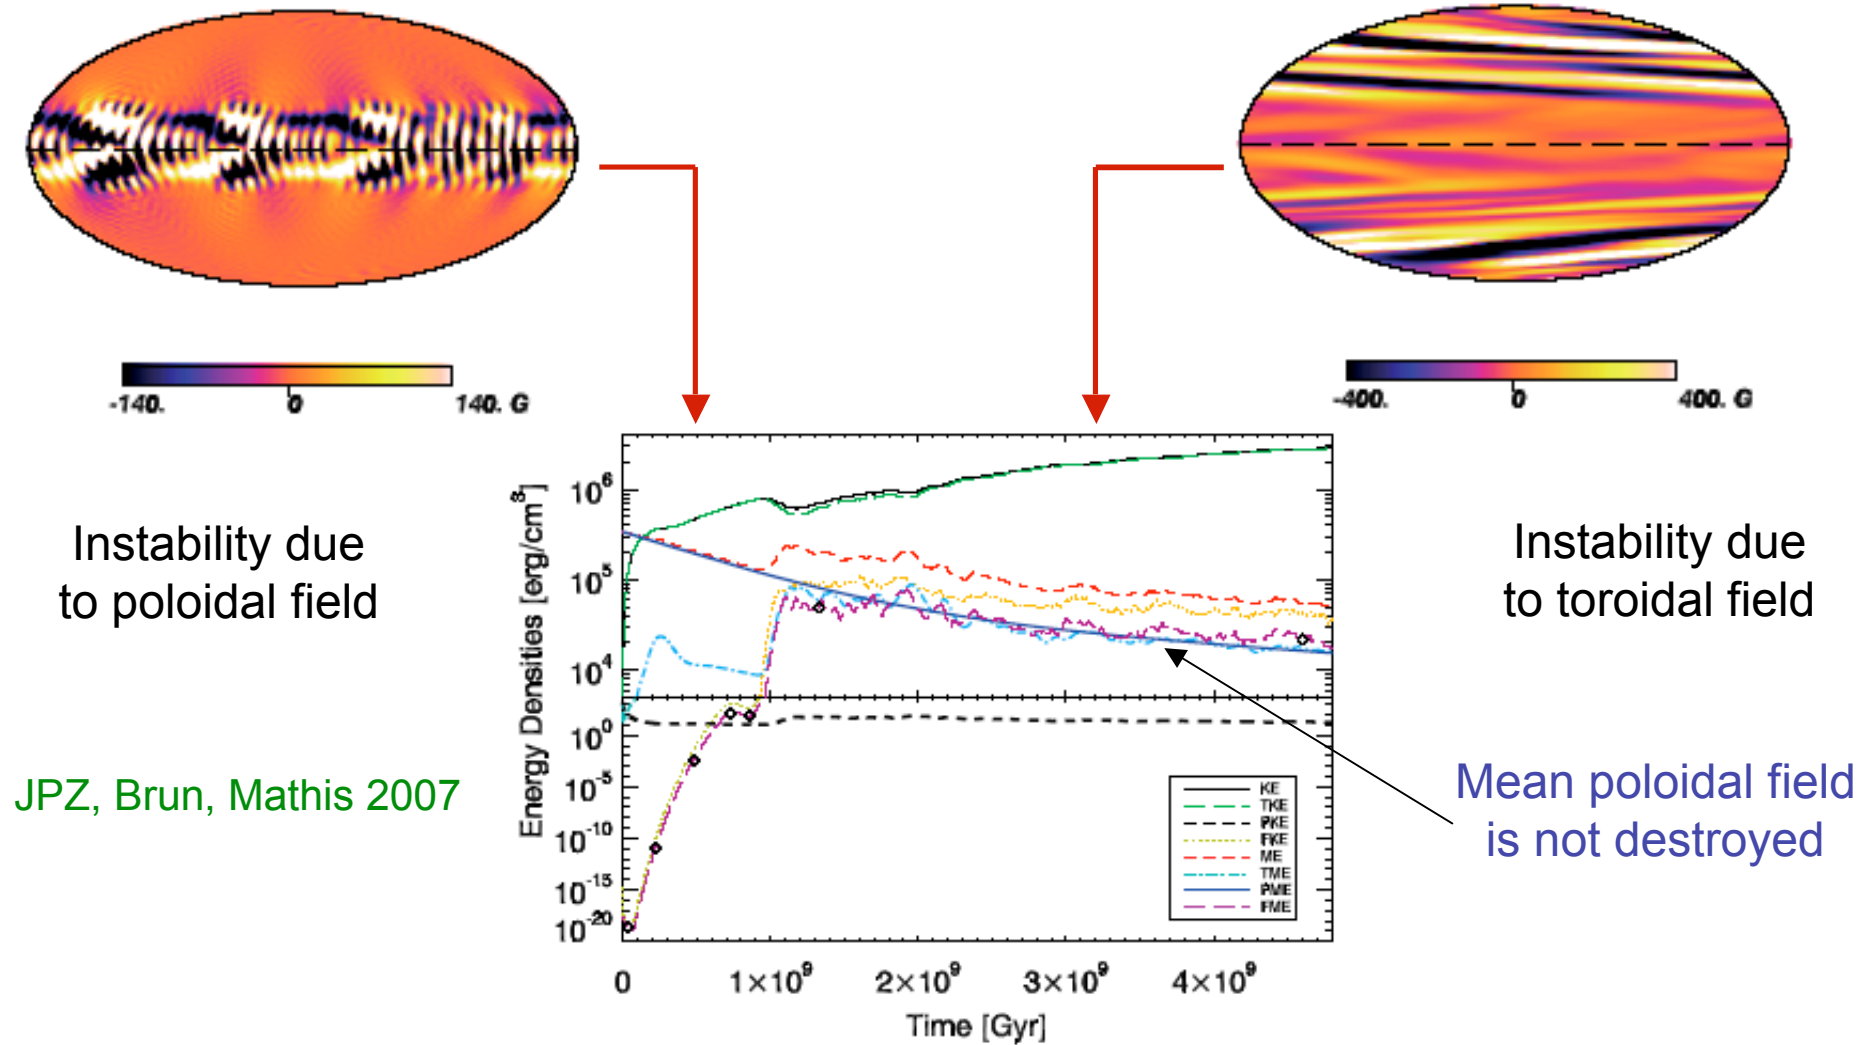 -140. 0 140. G
-400. 0 400. G
Instability due
to poloidal field
Instability due
to toroidal field
JPZ, Brun, Mathis 2007
Mean poloidal field
is not destroyed
Energy Densities [erg/cm³]
10⁶
10⁵
10⁴
10⁰
10⁻⁵
10⁻¹⁰
10⁻¹⁵
10⁻²⁰
KE
TKE
PKE
FKE
ME
TME
PME
FME
0 1×10⁹ 2×10⁹ 3×10⁹ 4×10⁹
Time [Gyr]